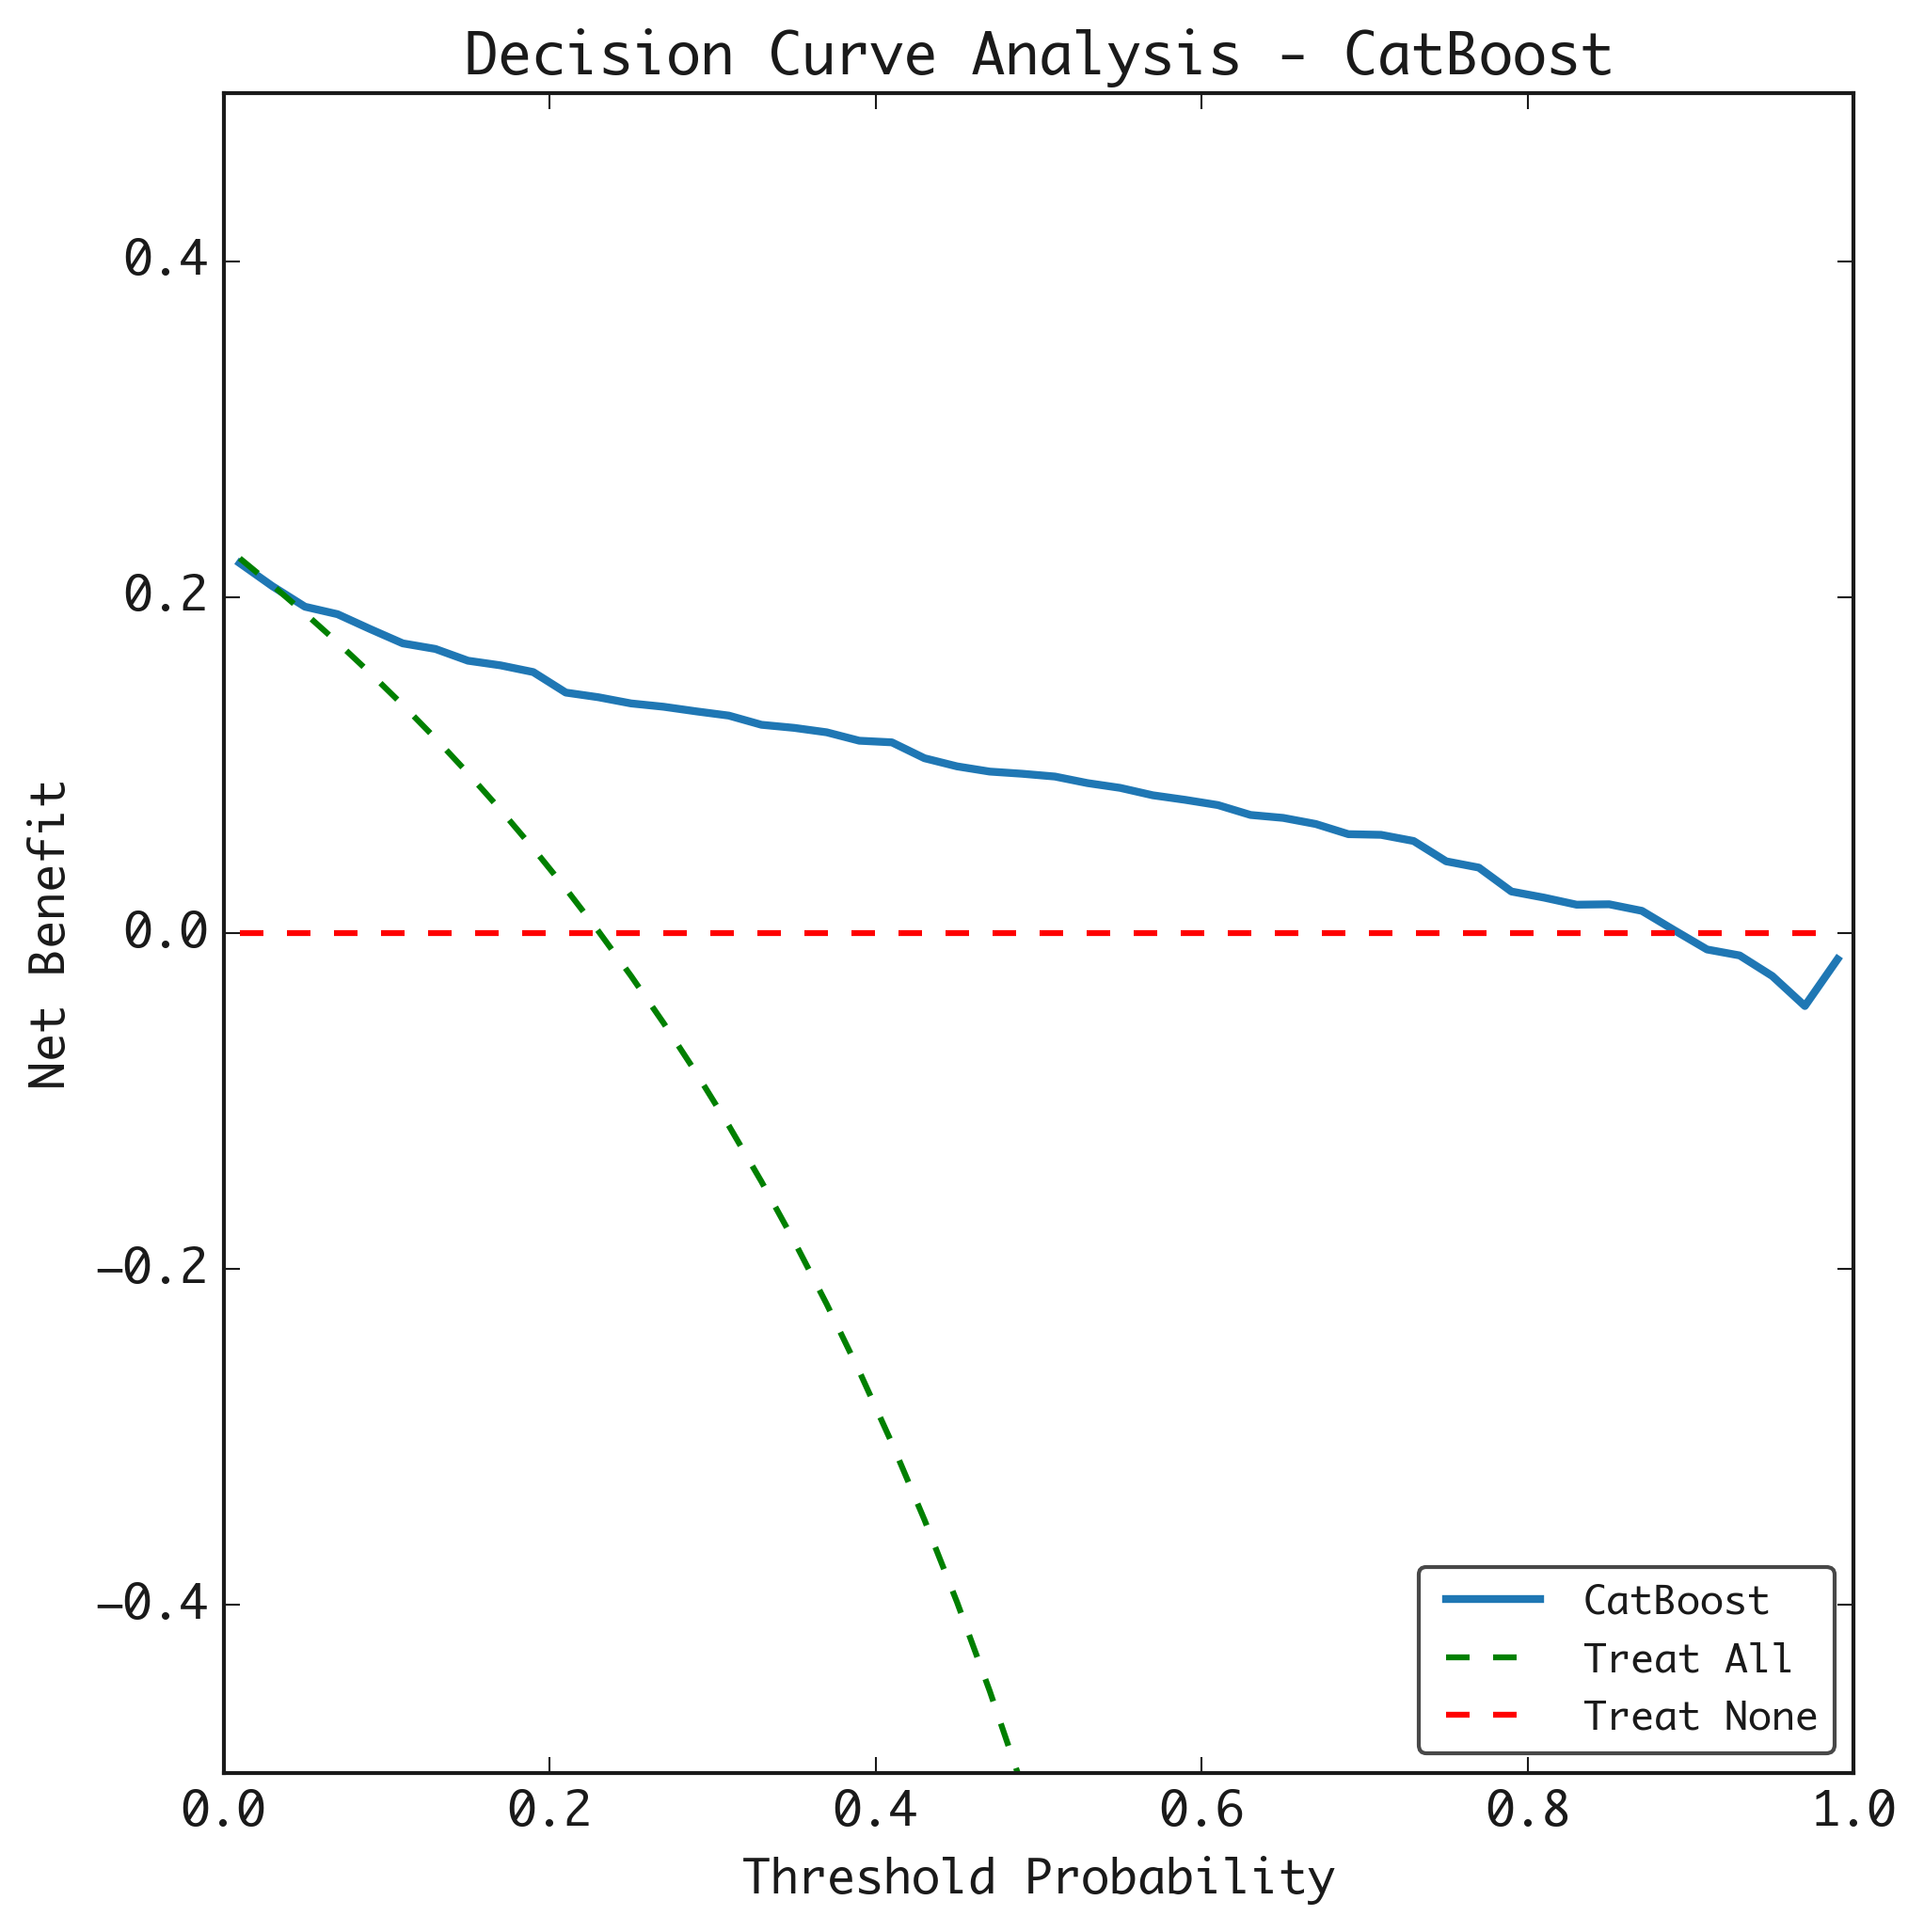 Decision Curve Analysis - CatBoost
Net Benefit
0.4
0.2
0.0
−0.2
−0.4
0.0 0.2 0.4 0.6 0.8 1.0
Threshold Probability
CatBoost
Treat All
Treat None